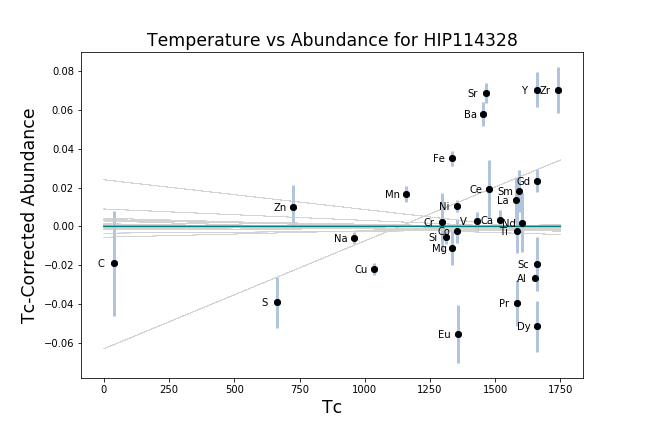 Temperature vs Abundance for HIP114328
Tc-Corrected Abundance
0.08
0.06
0.04
0.02
0.00
−0.02
−0.04
−0.06
C
S
Zn
Na
Cu
Mn
Fe
Sr
Ba
Ni
Cr
Co
Si
Mg
Eu
Ce
V
Ca
Sm
La
Nd
Ti
Gd
Y
Zr
Sc
Al
Pr
Dy
0 250 500 750 1000 1250 1500 1750
Tc